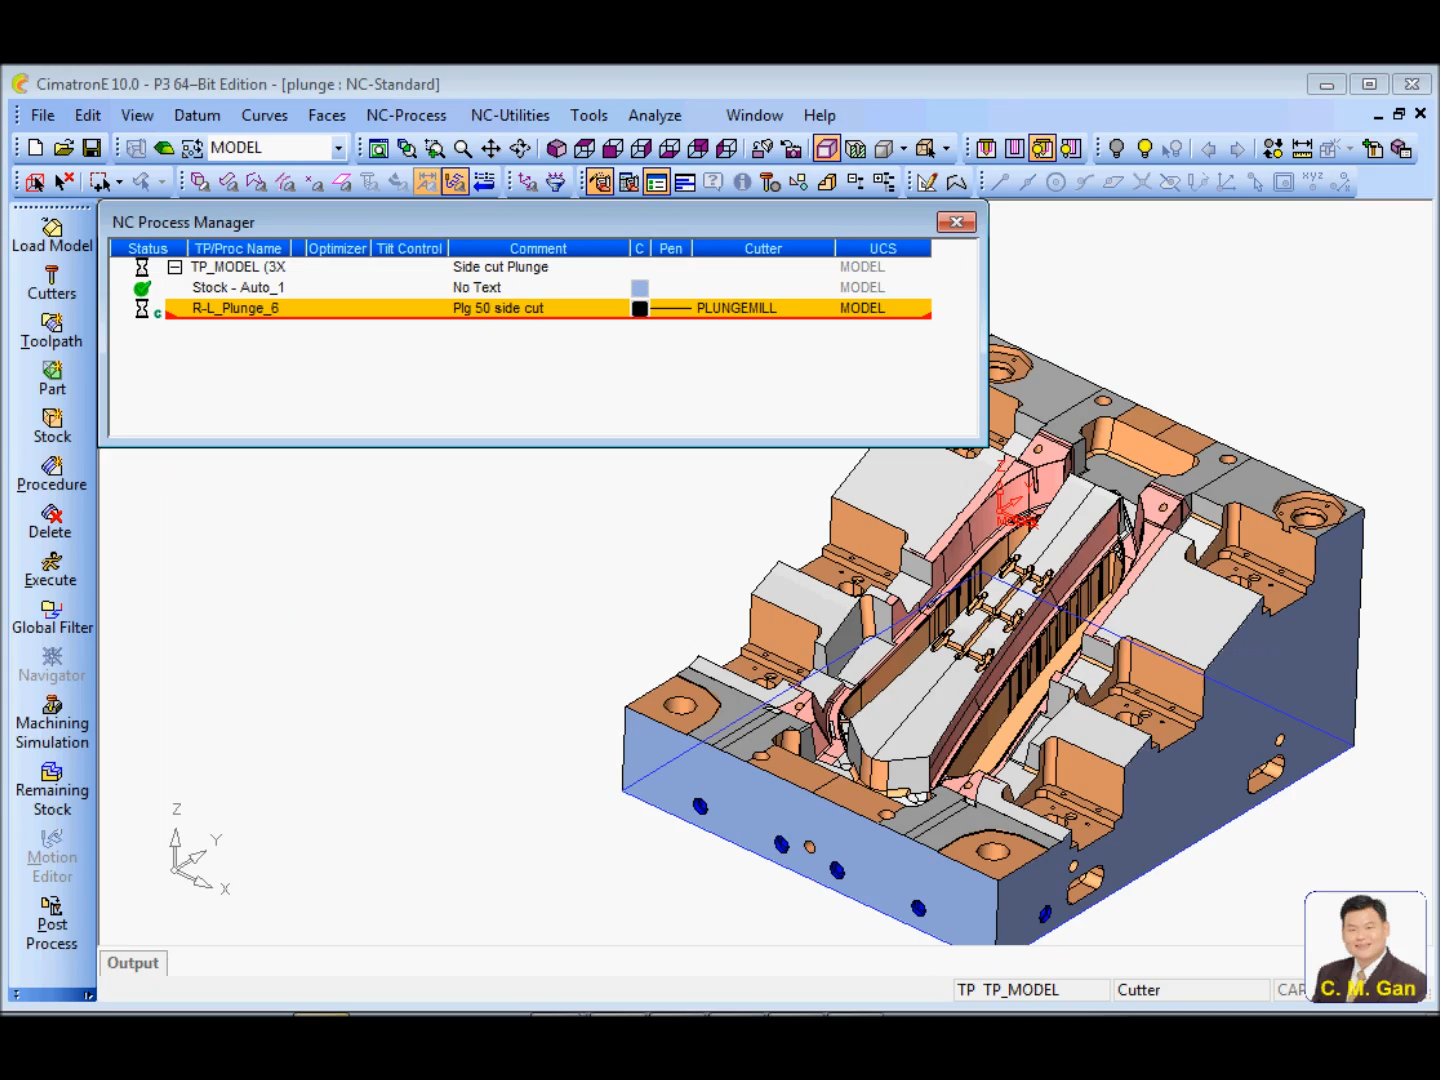 CimatronE 10.0 - P3 64–Bit Edition - [plunge : NC-Standard]
File Edit View Datum Curves Faces NC-Process NC-Utilities Tools Analyze Window Help
MODEL
NC Process Manager
Status TP/Proc Name Optimizer Tilt Control Comment C Pen Cutter UCS
TP_MODEL (3X Side cut Plunge MODEL
Stock - Auto_1 No Text MODEL
c R-L_Plunge_6 Plg 50 side cut PLUNGEMILL MODEL
Load Model
Cutters
Toolpath
Part
Stock
Procedure
Delete
Execute
Global Filter
Navigator
Machining
Simulation
Remaining
Stock
Motion
Editor
Post
Process
Z
Z
Y
X
Output
TP TP_MODEL Cutter
C. M. Gan